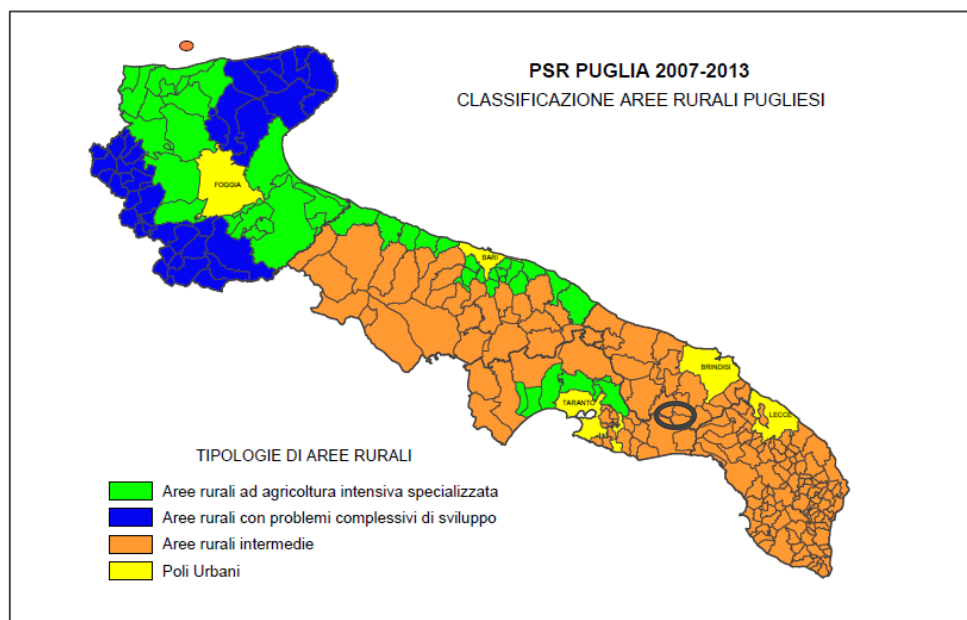 PSR PUGLIA 2007-2013
CLASSIFICAZIONE AREE RURALI PUGLIESI
FOGGIA
BARI
BRINDISI
TARANTO
LECCE
TIPOLOGIE DI AREE RURALI
Aree rurali ad agricoltura intensiva specializzata
Aree rurali con problemi complessivi di sviluppo
Aree rurali intermedie
Poli Urbani